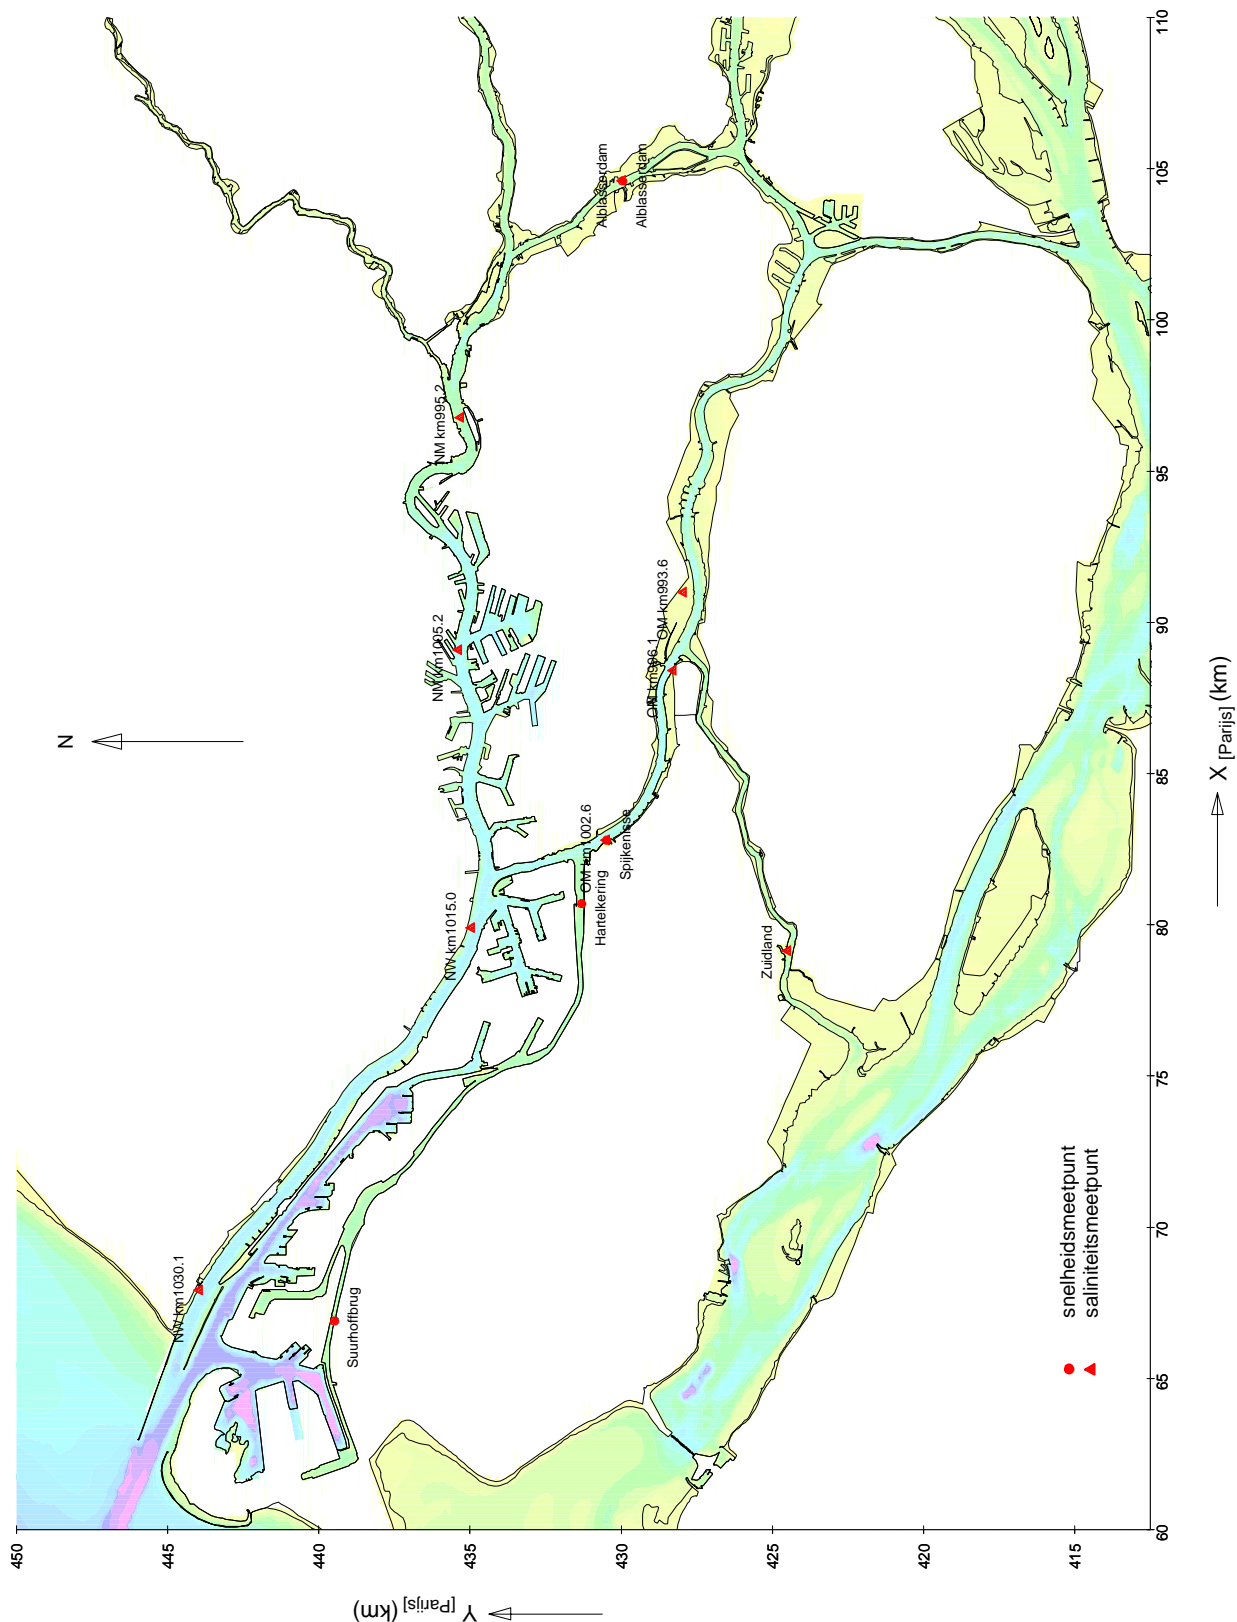 N
NW km1030.1
NW km1015.0
NM km1005.2
NM km995.2
Alblasserdam
Alblasserdam
Suurhoffbrug
Hartelkering
OM km1002.6
Spijkenisse
OM km993.6
Zuidland
snelheidsmeetpunt
saliniteitsmeetpunt
Y [Parijs] (km)
450
445
440
435
430
425
420
415
60
65
70
75
80
85
90
95
100
105
110
X [Parijs] (km)